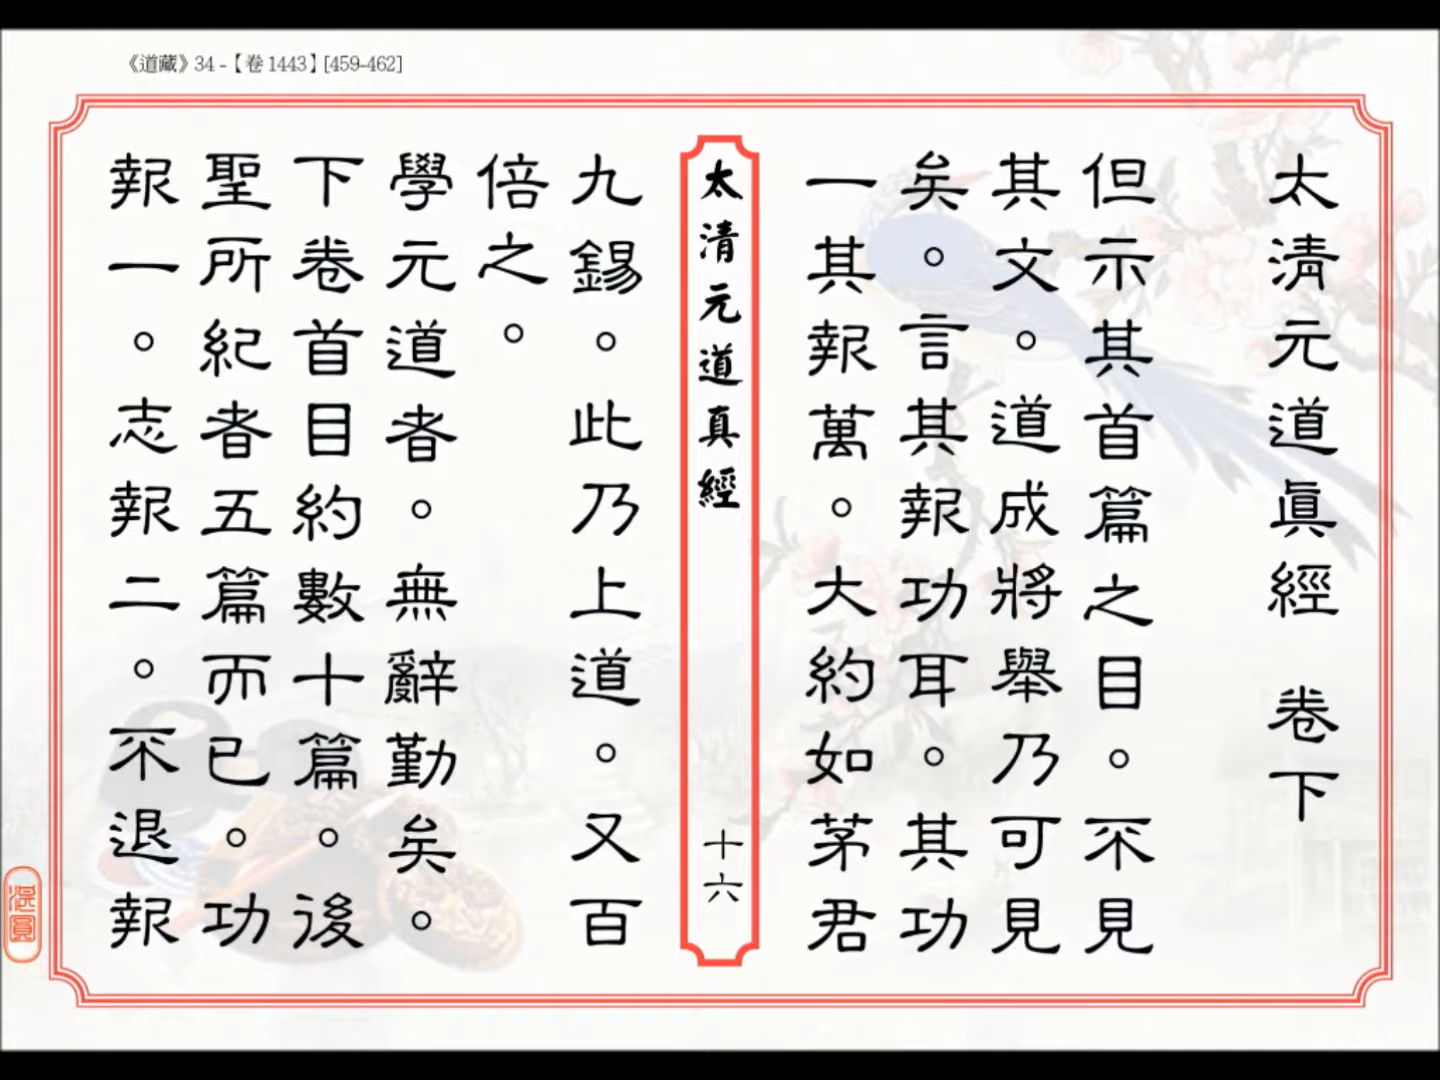 《道藏》34 -【卷 1443】[459-462]
太清元道眞經 卷下
但示其首篇之目。不見
其文。道成將舉乃可見
矣。言其報功耳。其功
一其報萬。大約如茅君
太清元道真經
十六
九錫。此乃上道。又百
倍之。
學元道者。無辭勤矣。
下卷首目約數十篇。後
聖所紀者五篇而已。功
報一。志報二。不退報
混圓